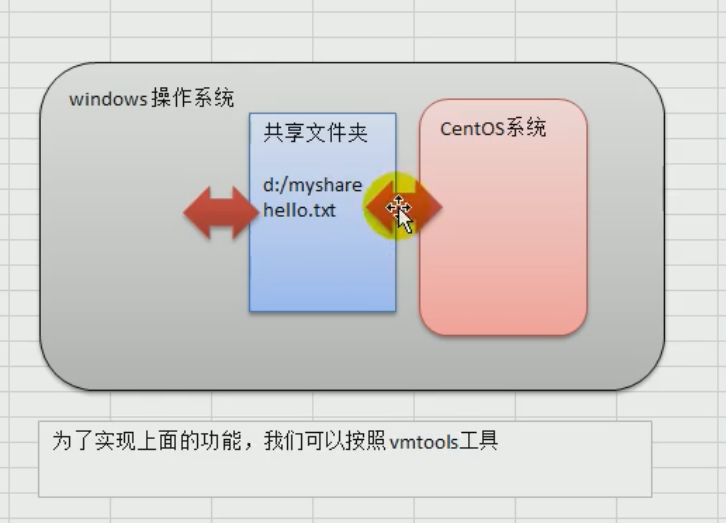 windows操作系统
共享文件夹
CentOS系统
d:/myshare
hello.txt
为了实现上面的功能，我们可以按照vmtools工具